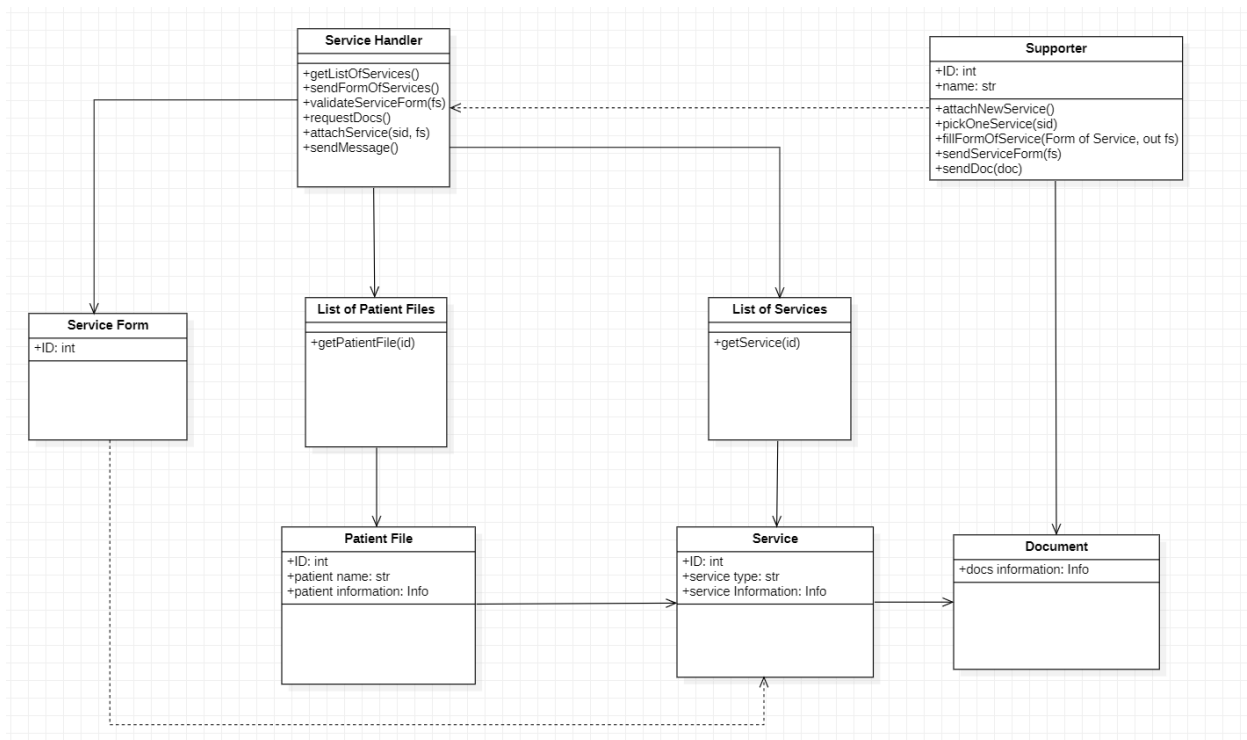 Service Handler
+getListOfServices()
+sendFormOfServices()
+validateServiceForm(fs)
+requestDocs()
+attachService(sid, fs)
+sendMessage()
Supporter
+ID: int
+name: str
+attachNewService()
+pickOneService(sid)
+fillFormOfService(Form of Service, out fs)
+sendServiceForm(fs)
+sendDoc(doc)
Service Form
+ID: int
List of Patient Files
+getPatientFile(id)
List of Services
+getService(id)
Patient File
+ID: int
+patient name: str
+patient information: Info
Service
+ID: int
+service type: str
+service Information: Info
Document
+docs information: Info